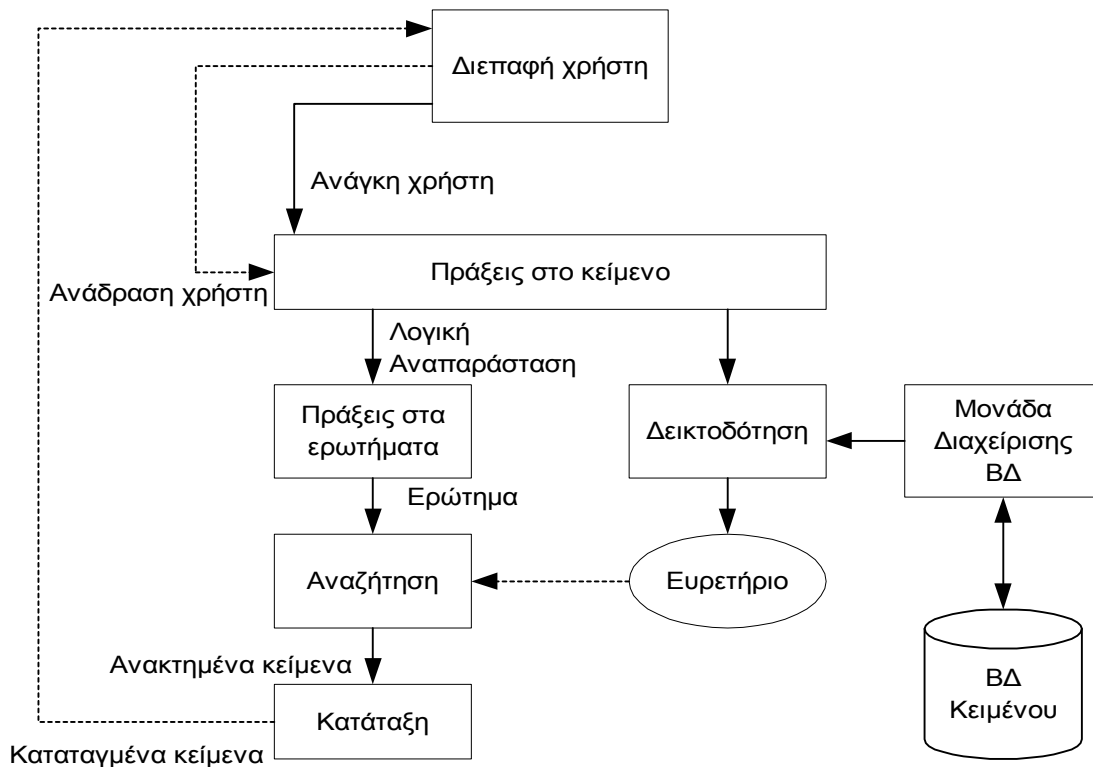 Διεπαφή χρήστη
Ανάγκη χρήστη
Πράξεις στο κείμενο
Ανάδραση χρήστη
Λογική
Αναπαράσταση
Πράξεις στα
ερωτήματα
Δεικτοδότηση
Μονάδα
Διαχείρισης
ΒΔ
Ερώτημα
Αναζήτηση
Ευρετήριο
Ανακτημένα κείμενα
ΒΔ
Κειμένου
Κατάταξη
Καταταγμένα κείμενα